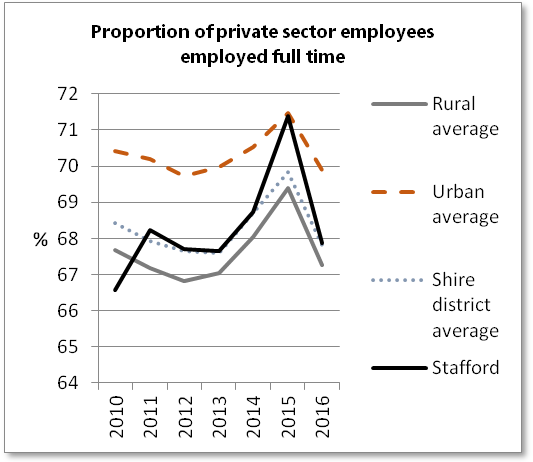 Proportion of private sector employees
employed full time
72
71
70
69
68
67
66
65
64
%
2010
2011
2012
2013
2014
2015
2016
Rural
average
Urban
average
Shire
district
average
Stafford